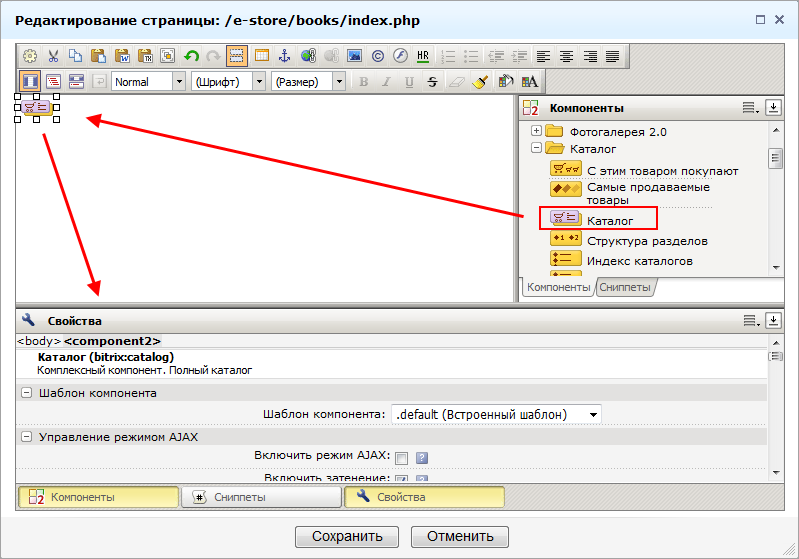 Редактирование страницы: /e-store/books/index.php
HR
Normal
(Шрифт)
(Размер)
B I U S
Компоненты
Фотогалерея 2.0
Каталог
С этим товаром покупают
Самые продаваемые
товары
Каталог
Структура разделов
Индекс каталогов
Компоненты
Сниппеты
Свойства
<body> <component2>
Каталог (bitrix:catalog)
Комплексный компонент. Полный каталог
Шаблон компонента
Шаблон компонента: .default (Встроенный шаблон)
Управление режимом AJAX
Включить режим AJAX:
Включить затенение:
Компоненты
Сниппеты
Свойства
Сохранить
Отменить